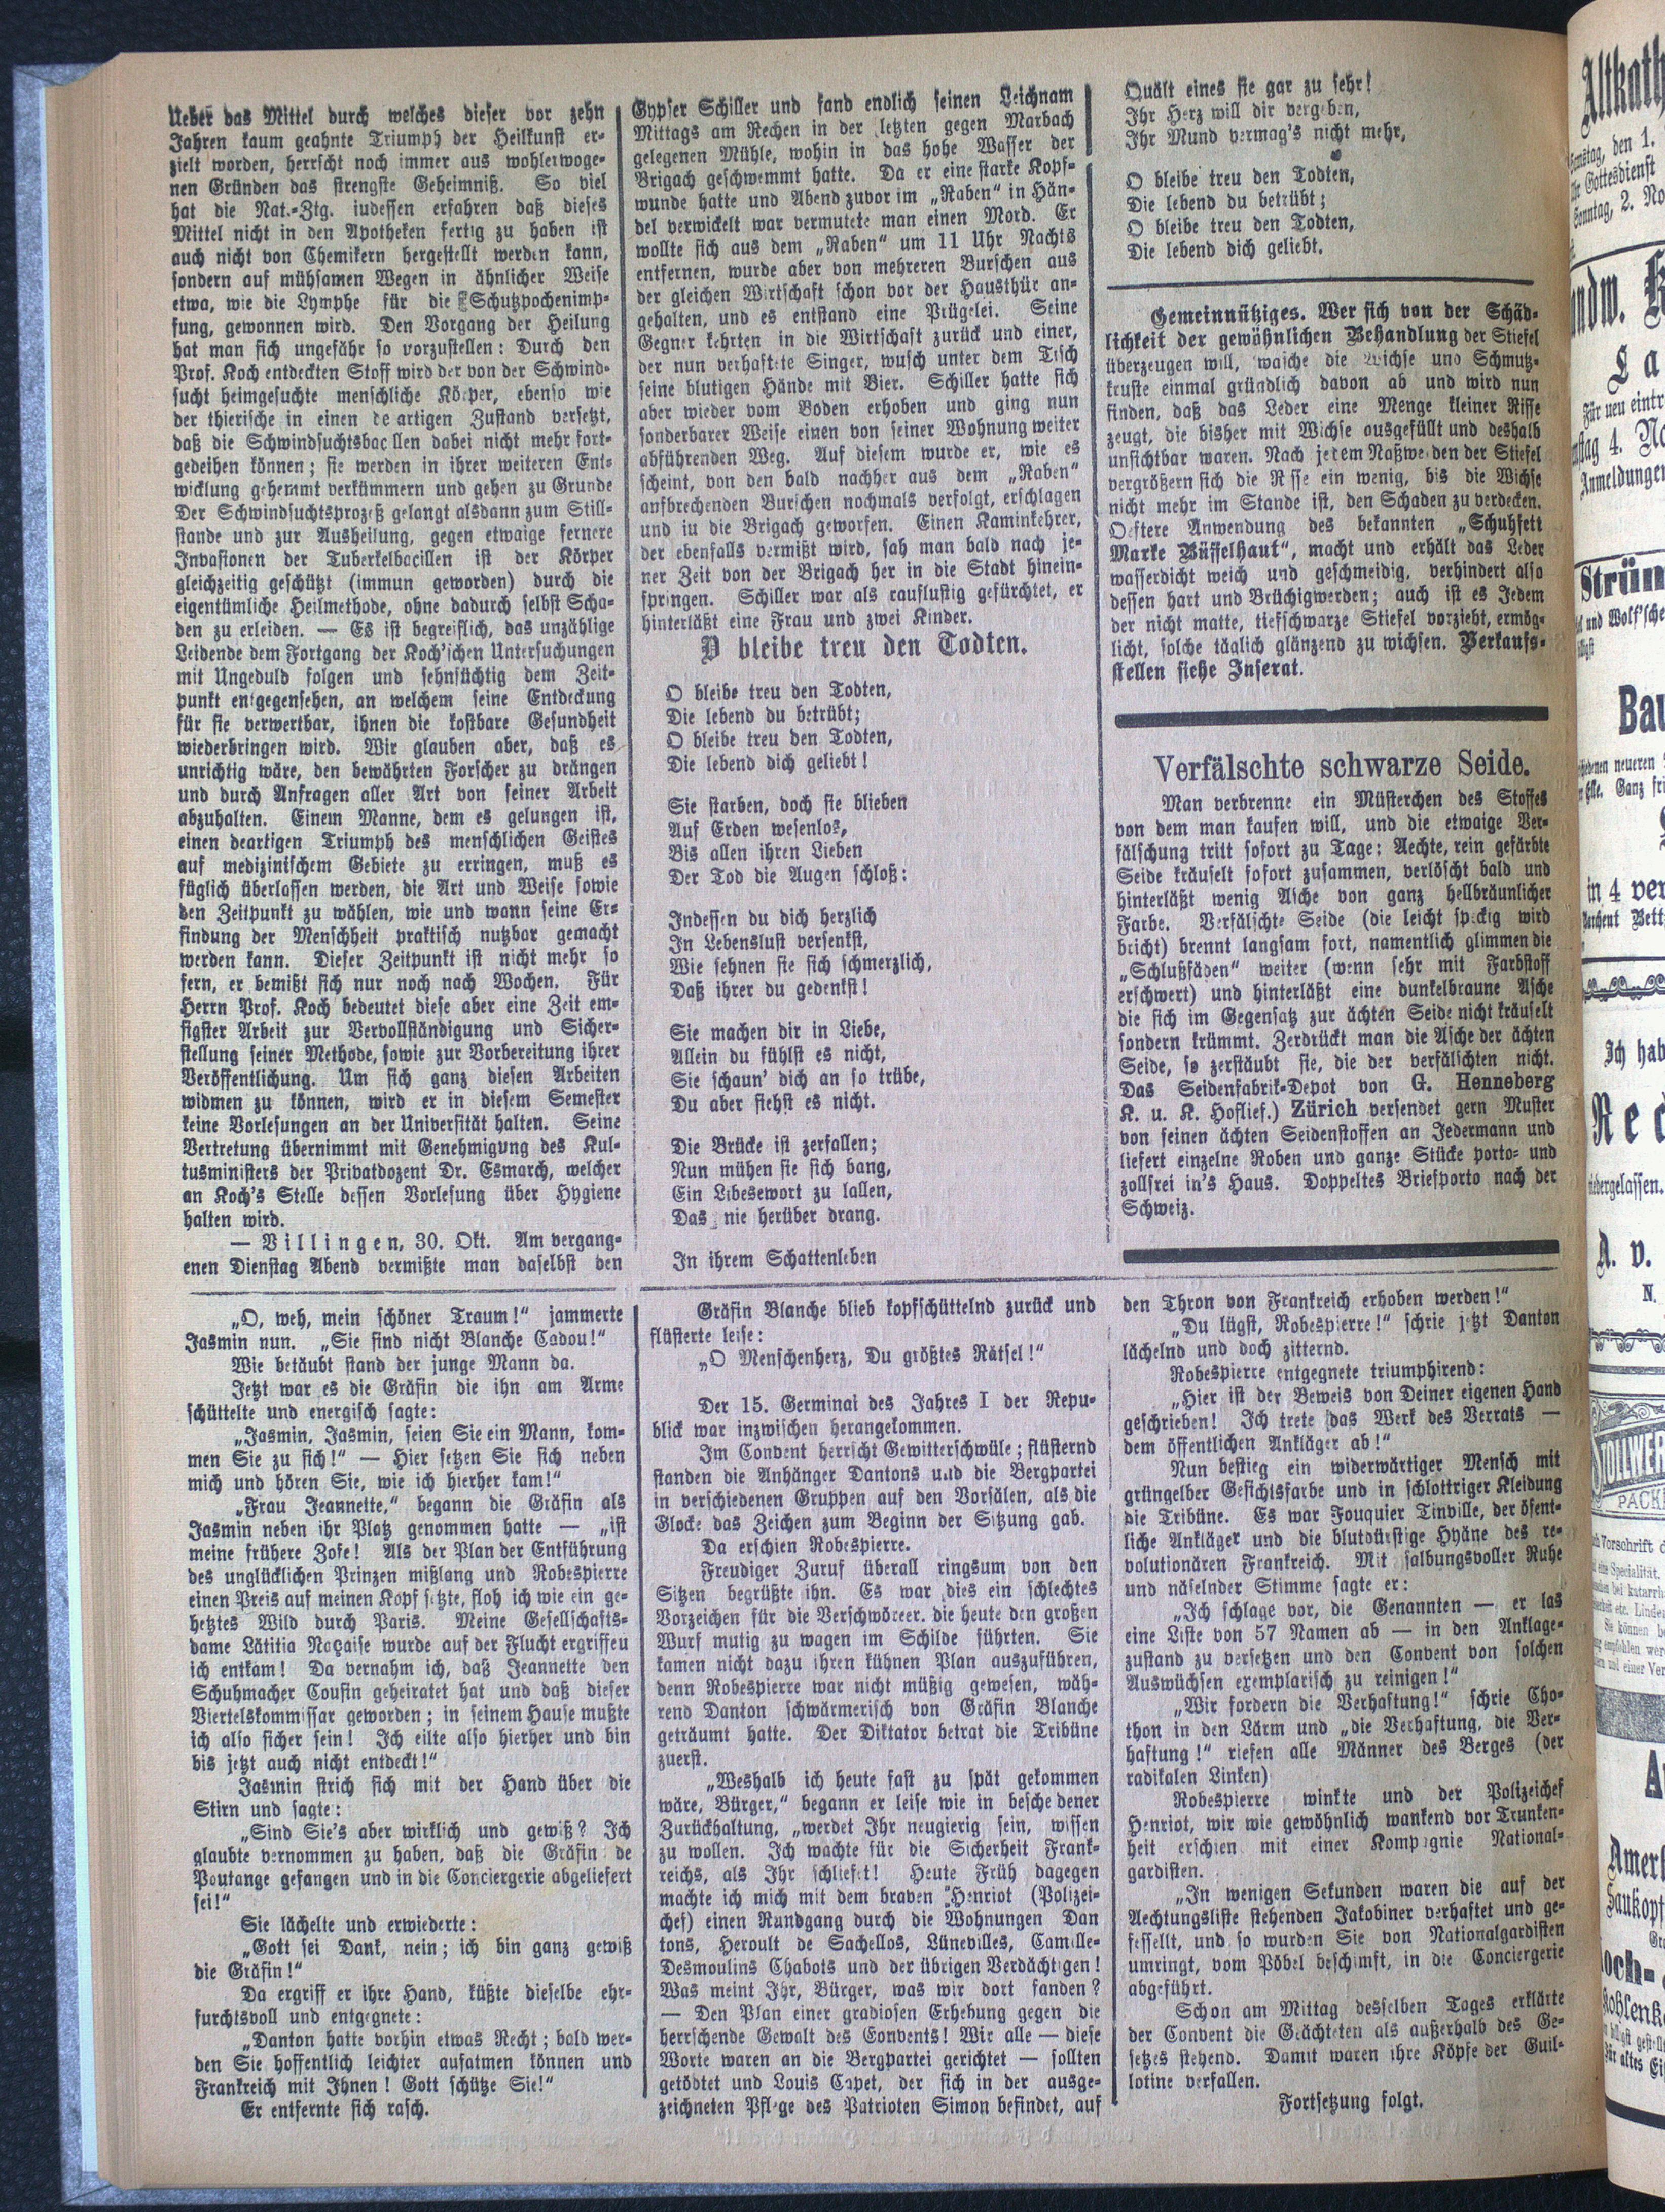 Ueber das Mittel durch welches dieser vor zehn
Jahren kaum geahnte Triumph der Heilkunst er-
zielt worden, herrscht noch immer aus wohlerwoge-
nen Gründen das strengste Geheimniß. So viel
hat die Nat.-Ztg. iudessen erfahren daß dieses
Mittel nicht in den Apotheken fertig zu haben ist
auch nicht von Chemikern hergestellt werden kann,
sondern auf mühsamen Wegen in ähnlicher Weise
etwa, wie die Lymphe für die Schutzpockenimp-
fung, gewonnen wird. Den Vorgang der Heilung
hat man sich ungefähr so vorzustellen: Durch den
Prof. Koch entdeckten Stoff wird der von der Schwind-
sucht heimgesuchte menschliche Körper, ebenso wie
der thierische in einen de artigen Zustand versetzt,
daß die Schwindsuchtsbac llen dabei nicht mehr fort-
gedeihen können; sie werden in ihrer weiteren Ent-
wicklung gehemmt verkümmern und gehen zu Grunde
Der Schwindsuchtsprozeß gelangt alsdann zum Still-
stande und zur Ausheilung, gegen etwaige fernere
Invasionen der Tuberkelbacillen ist der Körper
gleichzeitig geschützt (immun geworden) durch die
eigentümliche Heilmethode, ohne dadurch selbst Scha-
den zu erleiden. — Es ist begreiflich, das unzählige
Leidende dem Fortgang der Koch'schen Untersuchungen
mit Ungeduld folgen und sehnsüchtig dem Zeit-
punkt entgegensehen, an welchem seine Entdeckung
für sie verwertbar, ihnen die kostbare Gesundheit
wiederbringen wird. Wir glauben aber, daß es
unrichtig wäre, den bewährten Forscher zu drängen
und durch Anfragen aller Art von seiner Arbeit
abzuhalten. Einem Manne, dem es gelungen ist,
einen deartigen Triumph des menschlichen Geistes
auf medizinischem Gebiete zu erringen, muß es
füglich überlassen werden, die Art und Weise sowie
den Zeitpunkt zu wählen, wie und wann seine Er-
findung der Menschheit praktisch nutzbar gemacht
werden kann. Dieser Zeitpunkt ist nicht mehr so
fern, er bemißt sich nur noch nach Wochen. Für
Herrn Prof. Koch bedeutet diese aber eine Zeit em-
sigster Arbeit zur Vervollständigung und Sicher-
stellung seiner Methode, sowie zur Vorbereitung ihrer
Veröffentlichung. Um sich ganz diesen Arbeiten
widmen zu können, wird er in diesem Semester
keine Vorlesungen an der Universität halten. Seine
Vertretung übernimmt mit Genehmigung des Kul-
tusministers der Privatdozent Dr. Esmarch, welcher
an Koch's Stelle dessen Vorlesung über Hygiene
halten wird.
— Villingen, 30. Okt. Am vergang-
enen Dienstag Abend vermißte man daselbst den
Gypser Schiller und fand endlich seinen Leichnam
Mittags am Rechen in der letzten gegen Marbach
gelegenen Mühle, wohin in das hohe Wasser der
Brigach geschwemmt hatte. Da er eine starke Kopf-
wunde hatte und Abend zuvor im „Raben“ in Hän-
del verwickelt war vermutete man einen Mord. Er
wollte sich aus dem „Raben“ um 11 Uhr Nachts
entfernen, wurde aber von mehreren Burschen aus
der gleichen Wirtschaft schon vor der Hausthür an-
gehalten, und es entstand eine Prügelei. Seine
Gegner kehrten in die Wirtschaft zurück und einer,
der nun verhaftete Singer, wusch unter dem Tisch
seine blutigen Hände mit Bier. Schiller hatte sich
aber wieder vom Boden erhoben und ging nun
sonderbarer Weise einen von seiner Wohnung weiter
abführenden Weg. Auf diesem wurde er, wie es
scheint, von den bald nachher aus dem „Raben“
aufbrechenden Burschen nochmals verfolgt, erschlagen
und iu die Brigach geworfen. Einen Kaminkehrer,
der ebenfalls vermißt wird, sah man bald nach je-
ner Zeit von der Brigach her in die Stadt hinein-
springen. Schiller war als rauflustig gefürchtet, er
hinterläßt eine Frau und zwei Kinder.
O bleibe treu den Todten.
O bleibe treu den Todten,
Die lebend du betrübt;
O bleibe treu den Todten,
Die lebend dich geliebt!
Sie starben, doch sie blieben
Auf Erden wesenlos,
Bis allen ihren Lieben
Der Tod die Augen schloß:
Indessen du dich herzlich
In Lebenslust versenkst,
Wie sehnen sie sich schmerzlich,
Daß ihrer du gedenkst!
Sie machen dir in Liebe,
Allein du fühlst es nicht,
Sie schaun' dich an so trübe,
Du aber siehst es nicht.
Die Brücke ist zerfallen;
Nun mühen sie sich bang,
Ein Libesewort zu lallen,
Das nie herüber drang.
In ihrem Schattenleben
Quält eines sie gar zu sehr!
Ihr Herz will dir vergeben,
Ihr Mund vermag's nicht mehr,
O bleibe treu den Todten,
Die lebend du betrübt;
O bleibe treu den Todten,
Die lebend dich geliebt.
Gemeinnütziges. Wer sich von der Schäd-
lichkeit der gewöhnlichen Behandlung der Stiefel
überzeugen will, wasche die Wichse und Schmutz-
kruste einmal gründlich davon ab und wird nun
finden, daß das Leder eine Menge kleiner Risse
zeugt, die bisher mit Wichse ausgefüllt und deshalb
unsichtbar waren. Nach jedem Naßwerden der Stiefel
vergrößern sich die R sse ein wenig, bis die Wichse
nicht mehr im Stande ist, den Schaden zu verdecken.
Oeftere Anwendung des bekannten „Schuhfett
Marke Büffelhaut“, macht und erhält das Leder
wasserdicht weich und geschmeidig, verhindert also
dessen hart und Brüchigwerden; auch ist es Jedem
der nicht matte, tiefschwarze Stiefel vorzieht, ermög-
licht, solche täglich glänzend zu wichsen. Verkaufs-
stellen siehe Inserat.
Verfälschte schwarze Seide.
Man verbrenne ein Müsterchen des Stoffes
von dem man kaufen will, und die etwaige Ver-
fälschung tritt sofort zu Tage: Aechte, rein gefärbte
Seide kräuselt sofort zusammen, verlöscht bald und
hinterläßt wenig Asche von ganz hellbräunlicher
Farbe. Verfälschte Seide (die leicht speckig wird
bricht) brennt langsam fort, namentlich glimmen die
„Schlußfäden“ weiter (wenn sehr mit Farbstoff
erschwert) und hinterläßt eine dunkelbraune Asche
die sich im Gegensatz zur ächten Seide nicht kräuselt
sondern krümmt. Zerdrückt man die Asche der ächten
Seide, so zerstäubt sie, die der verfälschten nicht.
Das Seidenfabrik-Depot von G. Henneberg
K. u. K. Hoflief.) Zürich versendet gern Muster
von seinen ächten Seidenstoffen an Jedermann und
liefert einzelne Roben und ganze Stücke porto- und
zollfrei in's Haus. Doppeltes Briefporto nach der
Schweiz.
„O, weh, mein schöner Traum!“ jammerte
Jasmin nun. „Sie sind nicht Blanche Cadou!“
Wie betäubt stand der junge Mann da.
Jetzt war es die Gräfin die ihn am Arme
schüttelte und energisch sagte:
„Jasmin, Jasmin, seien Sie ein Mann, kom-
men Sie zu sich!“ — Hier setzen Sie sich neben
mich und hören Sie, wie ich hierher kam!“
„Frau Jeannette,“ begann die Gräfin als
Jasmin neben ihr Platz genommen hatte — „ist
meine frühere Zofe! Als der Plan der Entführung
des unglücklichen Prinzen mißlang und Robespierre
einen Preis auf meinen Kopf setzte, floh ich wie ein ge-
hetztes Wild durch Paris. Meine Gesellschafts-
dame Lätitia Nagaise wurde auf der Flucht ergriffeu
ich entkam! Da vernahm ich, daß Jeannette den
Schuhmacher Cousin geheiratet hat und daß dieser
Viertelskommissar geworden; in seinem Hause mußte
ich also sicher sein! Ich eilte also hierher und bin
bis jetzt auch nicht entdeckt!“
Jasmin strich sich mit der Hand über die
Stirn und sagte:
„Sind Sie's aber wirklich und gewiß? Ich
glaubte vernommen zu haben, daß die Gräfin de
Poutange gefangen und in die Conciergerie abgeliefert
sei!“
Sie lächelte und erwiederte:
„Gott sei Dank, nein; ich bin ganz gewiß
die Gräfin!“
Da ergriff er ihre Hand, küßte dieselbe ehr-
furchtsvoll und entgegnete:
„Danton hatte vorhin etwas Recht; bald wer-
den Sie hoffentlich leichter aufatmen können und
Frankreich mit Ihnen! Gott schütze Sie!“
Er entfernte sich rasch.
Gräfin Blanche blieb kopfschüttelnd zurück und
flüsterte leise:
„O Menschenherz, Du größtes Rätsel!“
Der 15. Germinai des Jahres I der Repu-
blick war inzwischen herangekommen.
Im Convent herrscht Gewitterschwüle; flüsternd
standen die Anhänger Dantons und die Bergpartei
in verschiedenen Gruppen auf den Vorsälen, als die
Glocke das Zeichen zum Beginn der Sitzung gab.
Da erschien Robespierre.
Freudiger Zuruf überall ringsum von den
Sitzen begrüßte ihn. Es war dies ein schlechtes
Vorzeichen für die Verschwöreer. die heute den großen
Wurf mutig zu wagen im Schilde führten. Sie
kamen nicht dazu ihren kühnen Plan auszuführen,
denn Robespierre war nicht müßig gewesen, wäh-
rend Danton schwärmerisch von Gräfin Blanche
geträumt hatte. Der Diktator betrat die Tribüne
zuerst.
„Weshalb ich heute fast zu spät gekommen
wäre, Bürger,“ begann er leise wie in besche dener
Zurückhaltung, „werdet Ihr neugierig sein, wissen
zu wollen. Ich wachte für die Sicherheit Frank-
reichs, als Ihr schliefet! Heute Früh dagegen
machte ich mich mit dem braven Henriot (Polizei-
chef) einen Rundgang durch die Wohnungen Dan
tons, Heroult de Sachellos, Lünevilles, Camille-
Desmoulins Chabots und der übrigen Verdächtigen!
Was meint Ihr, Bürger, was wir dort fanden?
— Den Plan einer gradiosen Erhebung gegen die
herrschende Gewalt des Convents! Wir alle — diese
Worte waren an die Bergpartei gerichtet — sollten
getödtet und Louis Capet, der sich in der ausge-
zeichneten Pflege des Patrioten Simon befindet, auf
den Thron von Frankreich erhoben werden!“
„Du lügst, Robespierre!“ schrie jetzt Danton
lächelnd und doch zitternd.
Robespierre entgegnete triumphirend:
„Hier ist der Beweis von Deiner eigenen Hand
geschrieben! Ich trete das Werk des Verrats —
dem öffentlichen Ankläger ab!“
Nun bestieg ein widerwärtiger Mensch mit
grüngelber Gesichtsfarbe und in schlottriger Kleidung
die Tribüne. Es war Fouquier Tinville, der öfent-
liche Ankläger und die blutdürstige Hyäne des re-
volutionären Frankreich. Mit salbungsvoller Ruhe
und näselnder Stimme sagte er:
„Ich schlage vor, die Genannten — er las
eine Liste von 57 Namen ab — in den Anklage-
zustand zu versetzen und den Convent von solchen
Auswüchsen exemplarisch zu reinigen!“
„Wir fordern die Verhaftung!“ schrie Cho-
thon in den Lärm und „die Verhaftung, die Ver-
haftung!“ riefen alle Männer des Berges (der
radikalen Linken)
Robespierre winkte und der Polizeichef
Henriot, wir wie gewöhnlich wankend vor Trunken-
heit erschien mit einer Kompagnie National-
gardisten.
„In wenigen Sekunden waren die auf der
Aechtungsliste stehenden Jakobiner verhaftet und ge-
fesselt, und so wurden Sie von Nationalgardisten
umringt, vom Pöbel beschimft, in die Conciergerie
abgeführt.
Schon am Mittag desselben Tages erklärte
der Convent die Geächteten als außerhalb des Ge-
setzes stehend. Damit waren ihre Köpfe der Guil-
lotine verfallen.
Fortsetzung folgt.
Altkath
Samstag, den 1.
Gottesdienst
Sonntag, 2. No
La
Für neu eintr
4. No
Anmeldungen
Strüm
und Wolf'sche
Bau
neueren
Ganz fri
in 4 ver
Bett
Ich hab
Rec
A. v.
N.
PACK
Vorschrift
Amer
Saukopf